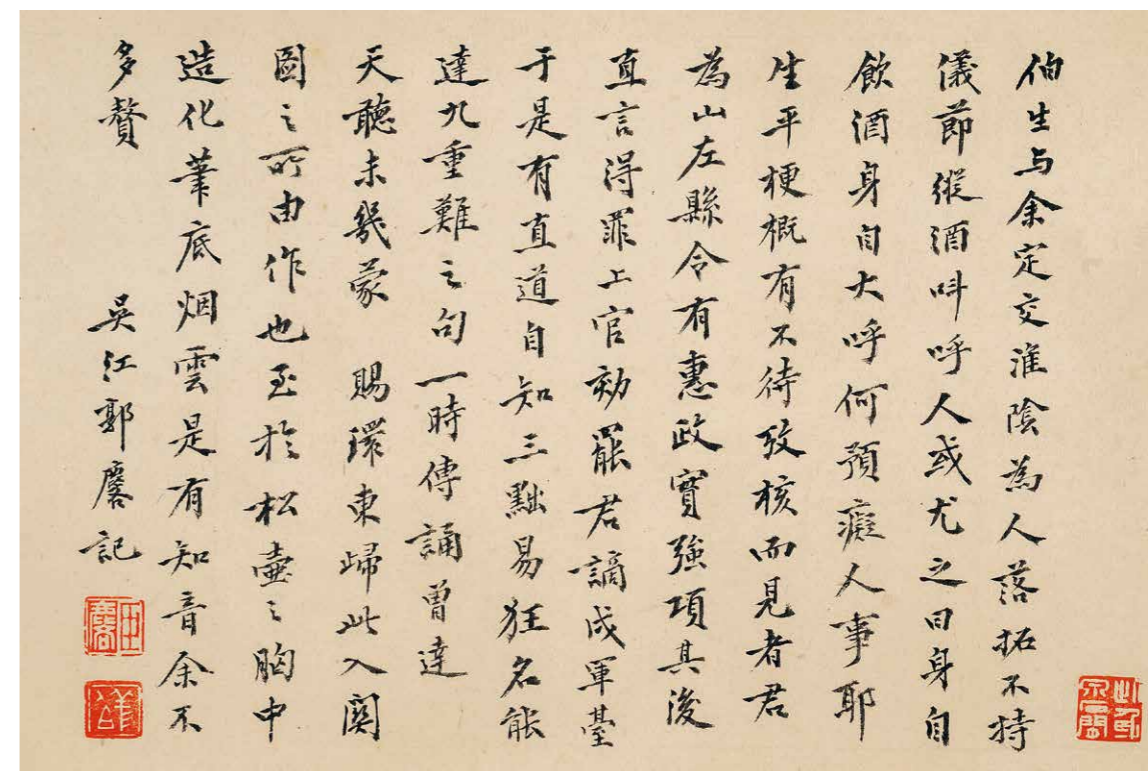 伯生与余定交淮陰為人落拓不持
儀節縱酒呌呼人或尤之曰身自
飲酒身自大呼何預癡人事耶
生平梗概有不待攷核而見者君
為山左縣令有惠政實強項其後
直言得罪上官劾罷君謫戍軍臺
于是有直道自知三黜易狂名能
達九重難之句一時傳誦曾達
天聽未幾蒙　賜環東歸此入関
圖之所由作也至於松壷之胸中
造化筆底烟雲是有知音余不
多贅
吳江郭麐記